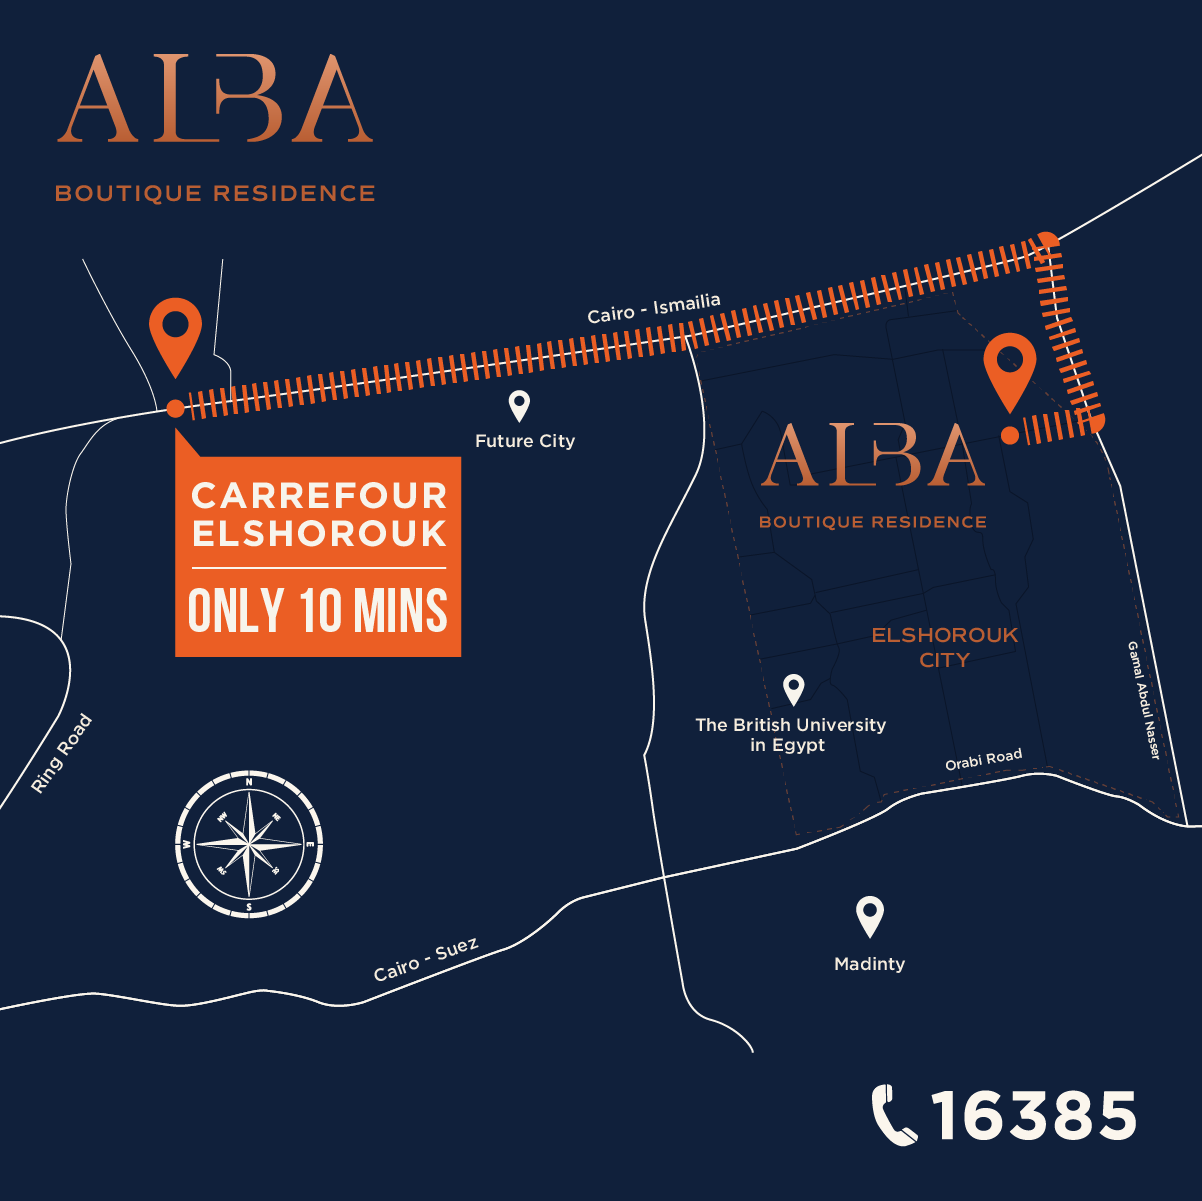 ALBA
BOUTIQUE RESIDENCE
Cairo - Ismailia
Future City
CARREFOUR
ELSHOROUK
ONLY 10 MINS
ALBA
BOUTIQUE RESIDENCE
ELSHOROUK
CITY
Gamal Abdul Nasser
The British University
in Egypt
Orabi Road
Ring Road
N
NW
NE
W
E
SW
SE
S
Cairo - Suez
Madinty
16385